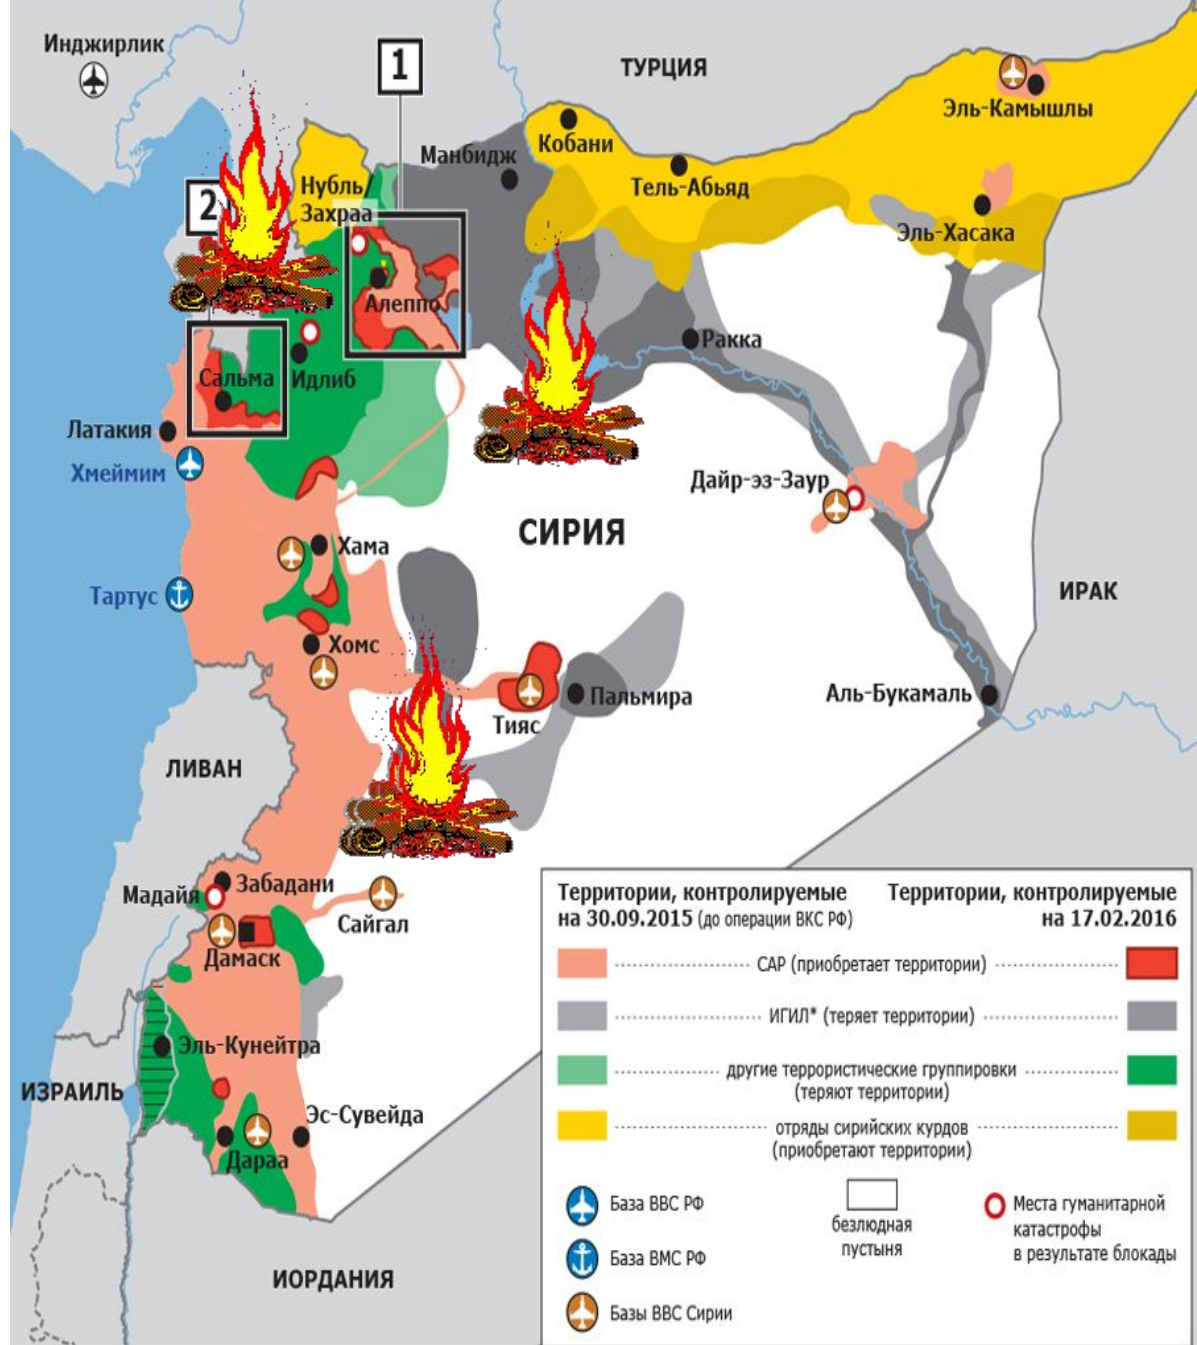 Инджирлик
1
ТУРЦИЯ
Эль-Камышлы
Кобани
Манбидж
Тель-Абьяд
Нубль/
Захраа
2
Эль-Хасака
Алеппо
Ракка
Сальма
Идлиб
Латакия
Хмеймим
Дайр-эз-Заур
СИРИЯ
Хама
Тартус
ИРАК
Хомс
Пальмира
Аль-Букамаль
Тияс
ЛИВАН
Забадани
Мадайя
Сайгал
Дамаск
Эль-Кунейтра
ИЗРАИЛЬ
Эс-Сувейда
Дараа
ИОРДАНИЯ
Территории, контролируемые
на 30.09.2015 (до операции ВКС РФ)
Территории, контролируемые
на 17.02.2016
САР (приобретает территории)
ИГИЛ* (теряет территории)
другие террористические группировки
(теряют территории)
отряды сирийских курдов
(приобретают территории)
База ВВС РФ
База ВМС РФ
Базы ВВС Сирии
безлюдная
пустыня
Места гуманитарной
катастрофы
в результате блокады